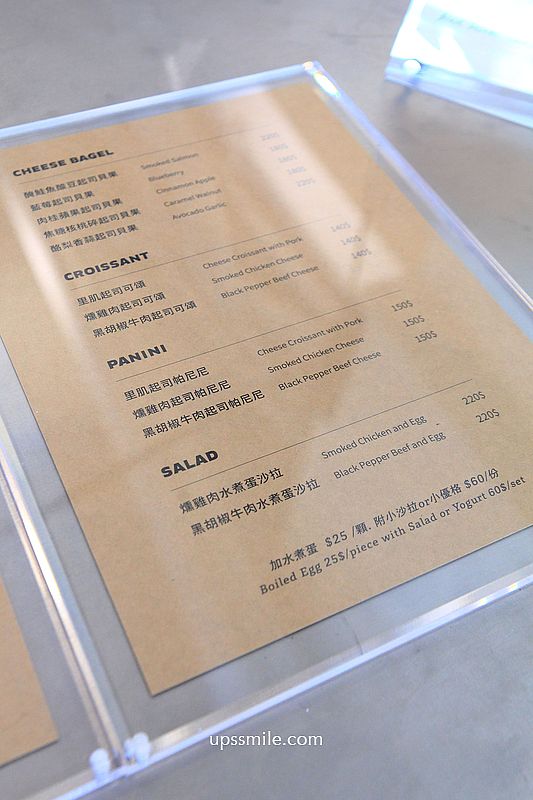 CHEESE BAGEL
醃鮭魚酸豆起司貝果 Smoked Salmon 220$
藍莓起司貝果 Blueberry 180$
肉桂蘋果起司貝果 Cinnamon Apple 180$
焦糖核桃碎起司貝果 Caramel Walnut 180$
酪梨香蒜起司貝果 Avocado Garlic 220$
CROISSANT
里肌起司可頌 Cheese Croissant with Pork 140$
燻雞肉起司可頌 Smoked Chicken Cheese 140$
黑胡椒牛肉起司可頌 Black Pepper Beef Cheese 140$
PANINI
里肌起司帕尼尼 Cheese Croissant with Pork 150$
燻雞肉起司帕尼尼 Smoked Chicken Cheese 150$
黑胡椒牛肉起司帕尼尼 Black Pepper Beef Cheese 150$
SALAD
燻雞肉水煮蛋沙拉 Smoked Chicken and Egg 220$
黑胡椒牛肉水煮蛋沙拉 Black Pepper Beef and Egg 220$
加水煮蛋 $25 /顆. 附小沙拉or小優格 $60/份
Boiled Egg 25$/piece with Salad or Yogurt 60$/set
upssmile.com